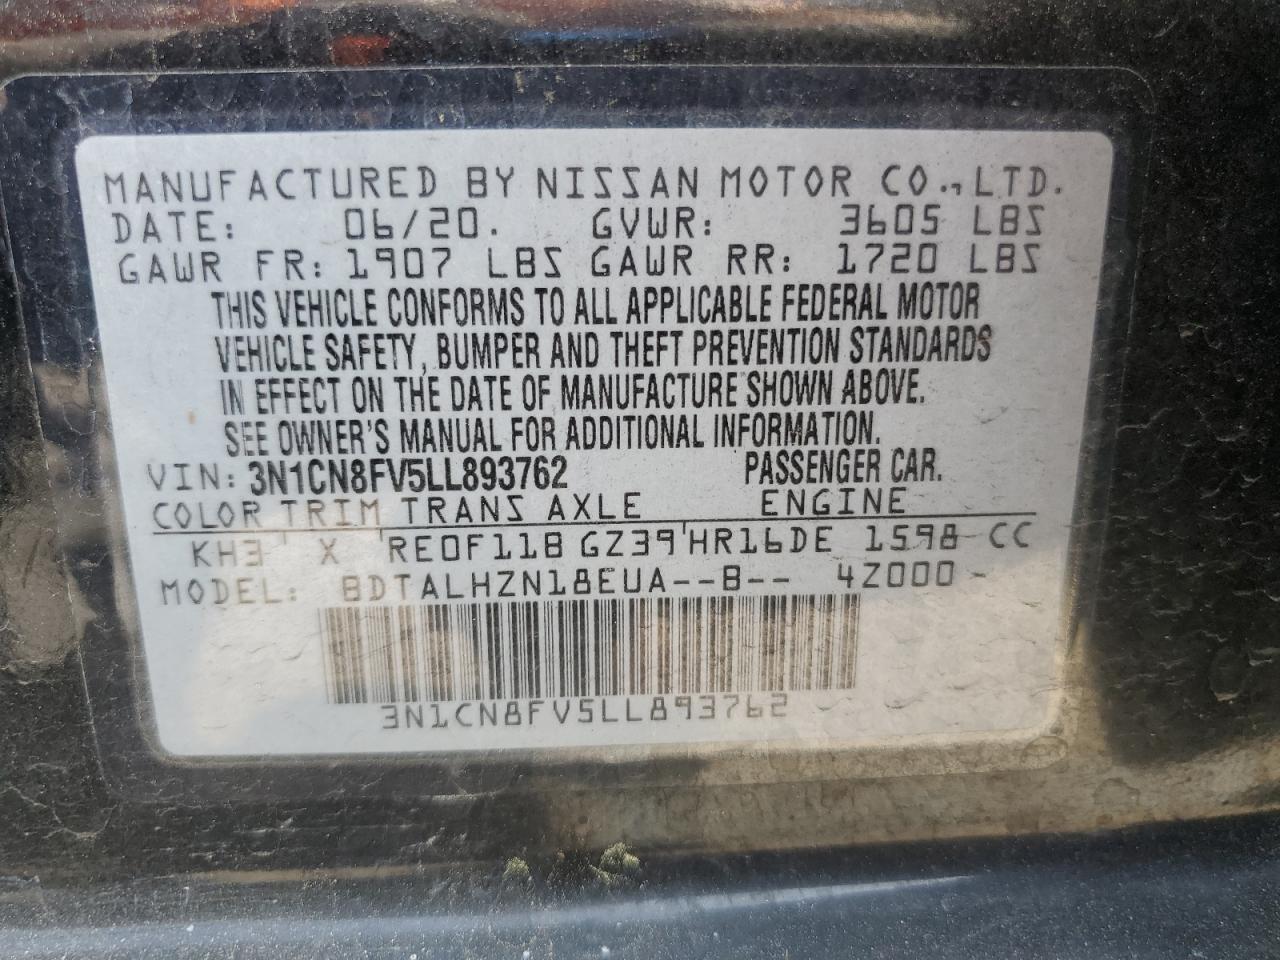 MANUFACTURED BY NISSAN MOTOR CO., LTD.
DATE: 06/20. GVWR: 3605 LBS
GAWR FR: 1907 LBS GAWR RR: 1720 LBS
THIS VEHICLE CONFORMS TO ALL APPLICABLE FEDERAL MOTOR
VEHICLE SAFETY, BUMPER AND THEFT PREVENTION STANDARDS
IN EFFECT ON THE DATE OF MANUFACTURE SHOWN ABOVE.
SEE OWNER'S MANUAL FOR ADDITIONAL INFORMATION.
VIN: 3N1CN8FV5LL893762 PASSENGER CAR.
COLOR TRIM TRANS AXLE ENGINE
KH3 X RE0F11B GZ39 HR16DE 1598 CC
MODEL: BDTALHZN18EUA--B-- 4Z000 -
3N1CN8FV5LL893762